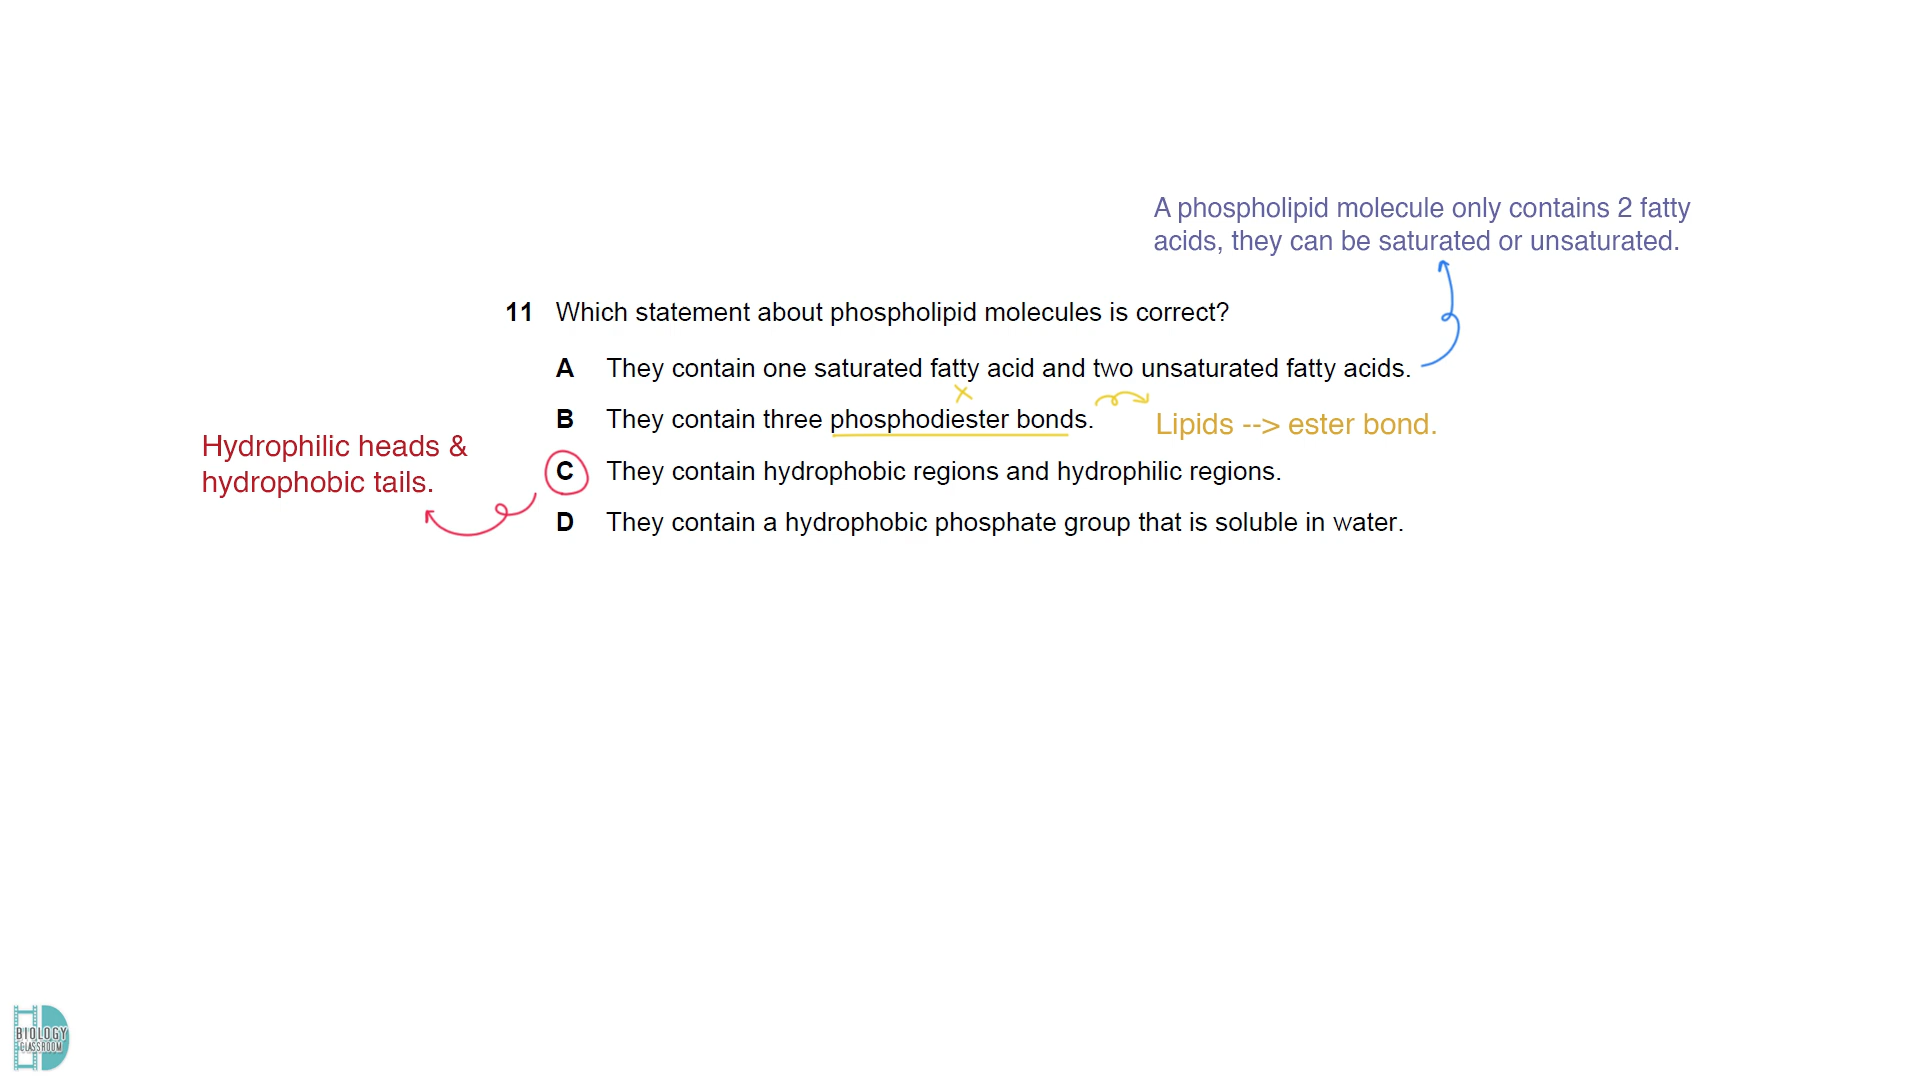 A phospholipid molecule only contains 2 fatty
acids, they can be saturated or unsaturated.
11 Which statement about phospholipid molecules is correct?
A They contain one saturated fatty acid and two unsaturated fatty acids.
B They contain three phosphodiester bonds.
Lipids --> ester bond.
Hydrophilic heads &
hydrophobic tails.
C They contain hydrophobic regions and hydrophilic regions.
D They contain a hydrophobic phosphate group that is soluble in water.
BIOLOGY
CLASSROOM